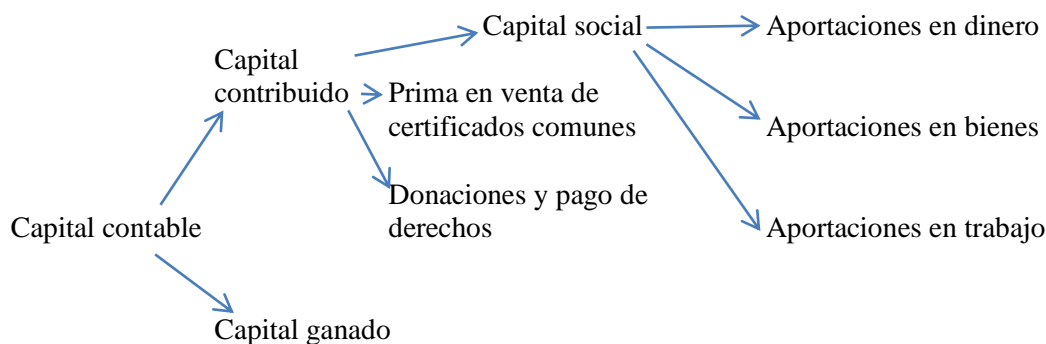 Capital social
Aportaciones en dinero
Capital
contribuido
Prima en venta de
certificados comunes
Aportaciones en bienes
Donaciones y pago de
derechos
Capital contable
Aportaciones en trabajo
Capital ganado